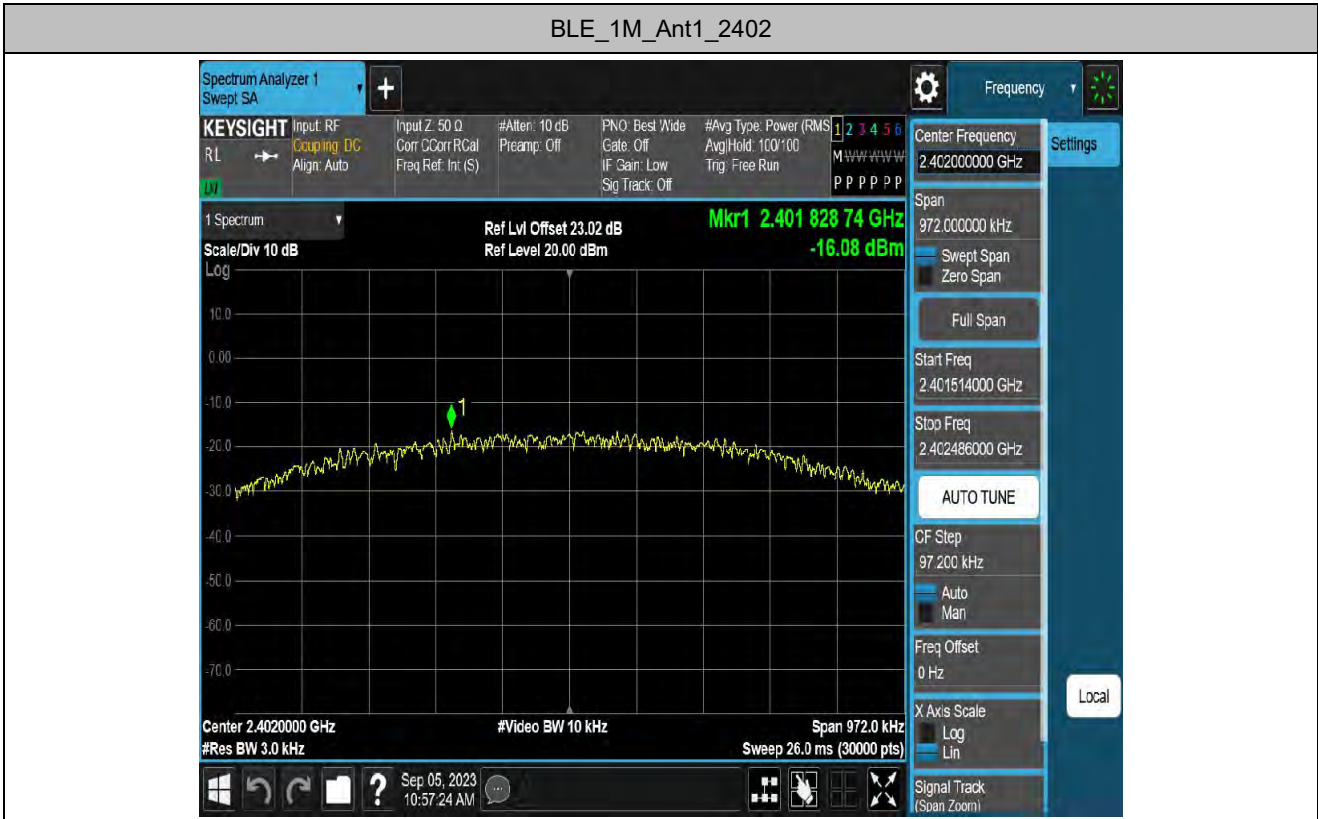 BLE_1M_Ant1_2402
Spectrum Analyzer 1
Swept SA
+
Frequency
KEYSIGHT
RL
Input: RF
Coupling: DC
Align: Auto
Input Z: 50 Ω
Corr CCorr RCal
Freq Ref: Int (S)
#Atten: 10 dB
Preamp: Off
PNO: Best Wide
Gate: Off
IF Gain: Low
Sig Track: Off
#Avg Type: Power (RMS
Avg|Hold: 100/100
Trig: Free Run
1 2 3 4 5 6
M W W W W W
P P P P P P
1 Spectrum
Scale/Div 10 dB
Log
Ref Lvl Offset 23.02 dB
Ref Level 20.00 dBm
Mkr1 2.401 828 74 GHz
-16.08 dBm
10.0
0.00
-10.0
-20.0
-30.0
-40.0
-50.0
-60.0
-70.0
1
Center 2.4020000 GHz
#Res BW 3.0 kHz
#Video BW 10 kHz
Span 972.0 kHz
Sweep 26.0 ms (30000 pts)
Center Frequency
2.402000000 GHz
Settings
Span
972.000000 kHz
Swept Span
Zero Span
Full Span
Start Freq
2.401514000 GHz
Stop Freq
2.402486000 GHz
AUTO TUNE
CF Step
97.200 kHz
Auto
Man
Freq Offset
0 Hz
X Axis Scale
Log
Lin
Local
Signal Track
(Span Zoom)
?
Sep 05, 2023
10:57:24 AM